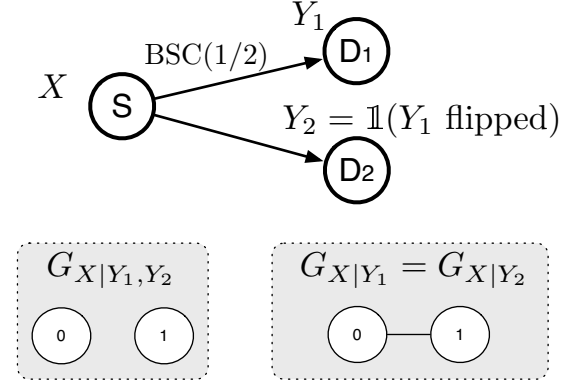 Y₁
BSC(1/2)
D₁
X
S
Y₂ = 𝟙(Y₁ flipped)
D₂
G_{X|Y₁,Y₂}
0 1
G_{X|Y₁} = G_{X|Y₂}
0 1